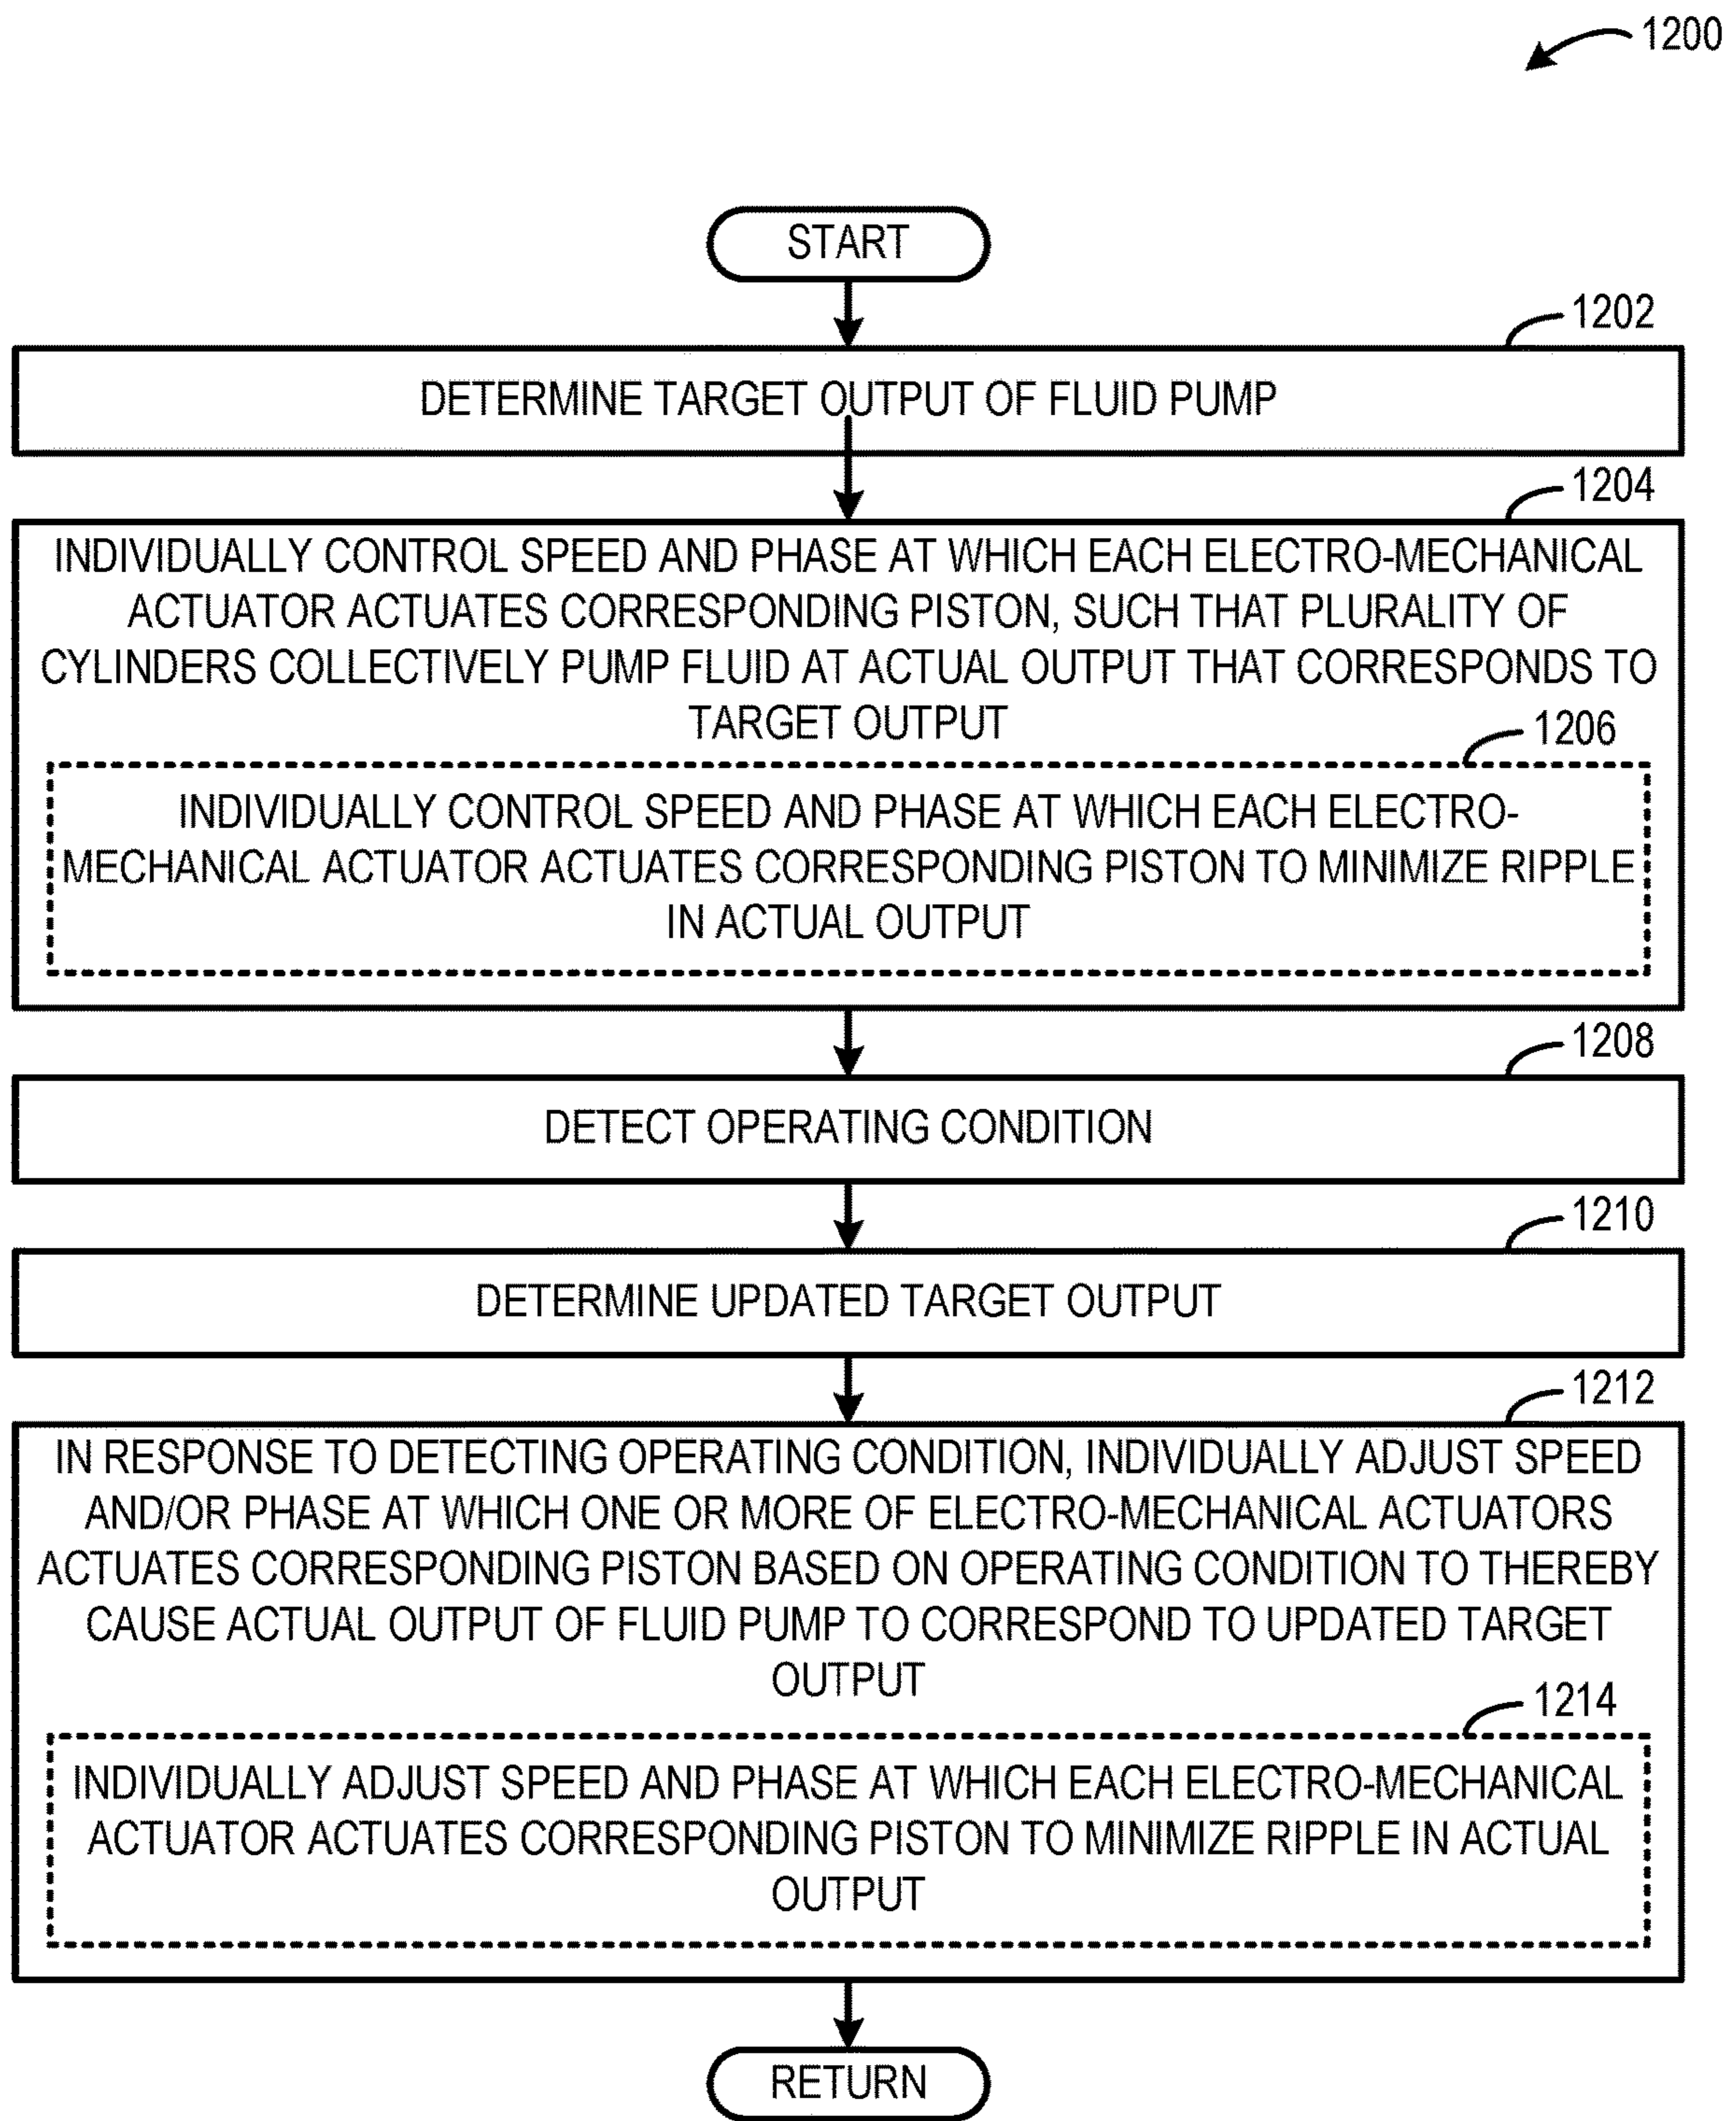 1200
START
1202
DETERMINE TARGET OUTPUT OF FLUID PUMP
1204
INDIVIDUALLY CONTROL SPEED AND PHASE AT WHICH EACH ELECTRO-MECHANICAL
ACTUATOR ACTUATES CORRESPONDING PISTON, SUCH THAT PLURALITY OF
CYLINDERS COLLECTIVELY PUMP FLUID AT ACTUAL OUTPUT THAT CORRESPONDS TO
TARGET OUTPUT
1206
INDIVIDUALLY CONTROL SPEED AND PHASE AT WHICH EACH ELECTRO-
MECHANICAL ACTUATOR ACTUATES CORRESPONDING PISTON TO MINIMIZE RIPPLE
IN ACTUAL OUTPUT
1208
DETECT OPERATING CONDITION
1210
DETERMINE UPDATED TARGET OUTPUT
1212
IN RESPONSE TO DETECTING OPERATING CONDITION, INDIVIDUALLY ADJUST SPEED
AND/OR PHASE AT WHICH ONE OR MORE OF ELECTRO-MECHANICAL ACTUATORS
ACTUATES CORRESPONDING PISTON BASED ON OPERATING CONDITION TO THEREBY
CAUSE ACTUAL OUTPUT OF FLUID PUMP TO CORRESPOND TO UPDATED TARGET
OUTPUT
1214
INDIVIDUALLY ADJUST SPEED AND PHASE AT WHICH EACH ELECTRO-MECHANICAL
ACTUATOR ACTUATES CORRESPONDING PISTON TO MINIMIZE RIPPLE IN ACTUAL
OUTPUT
RETURN